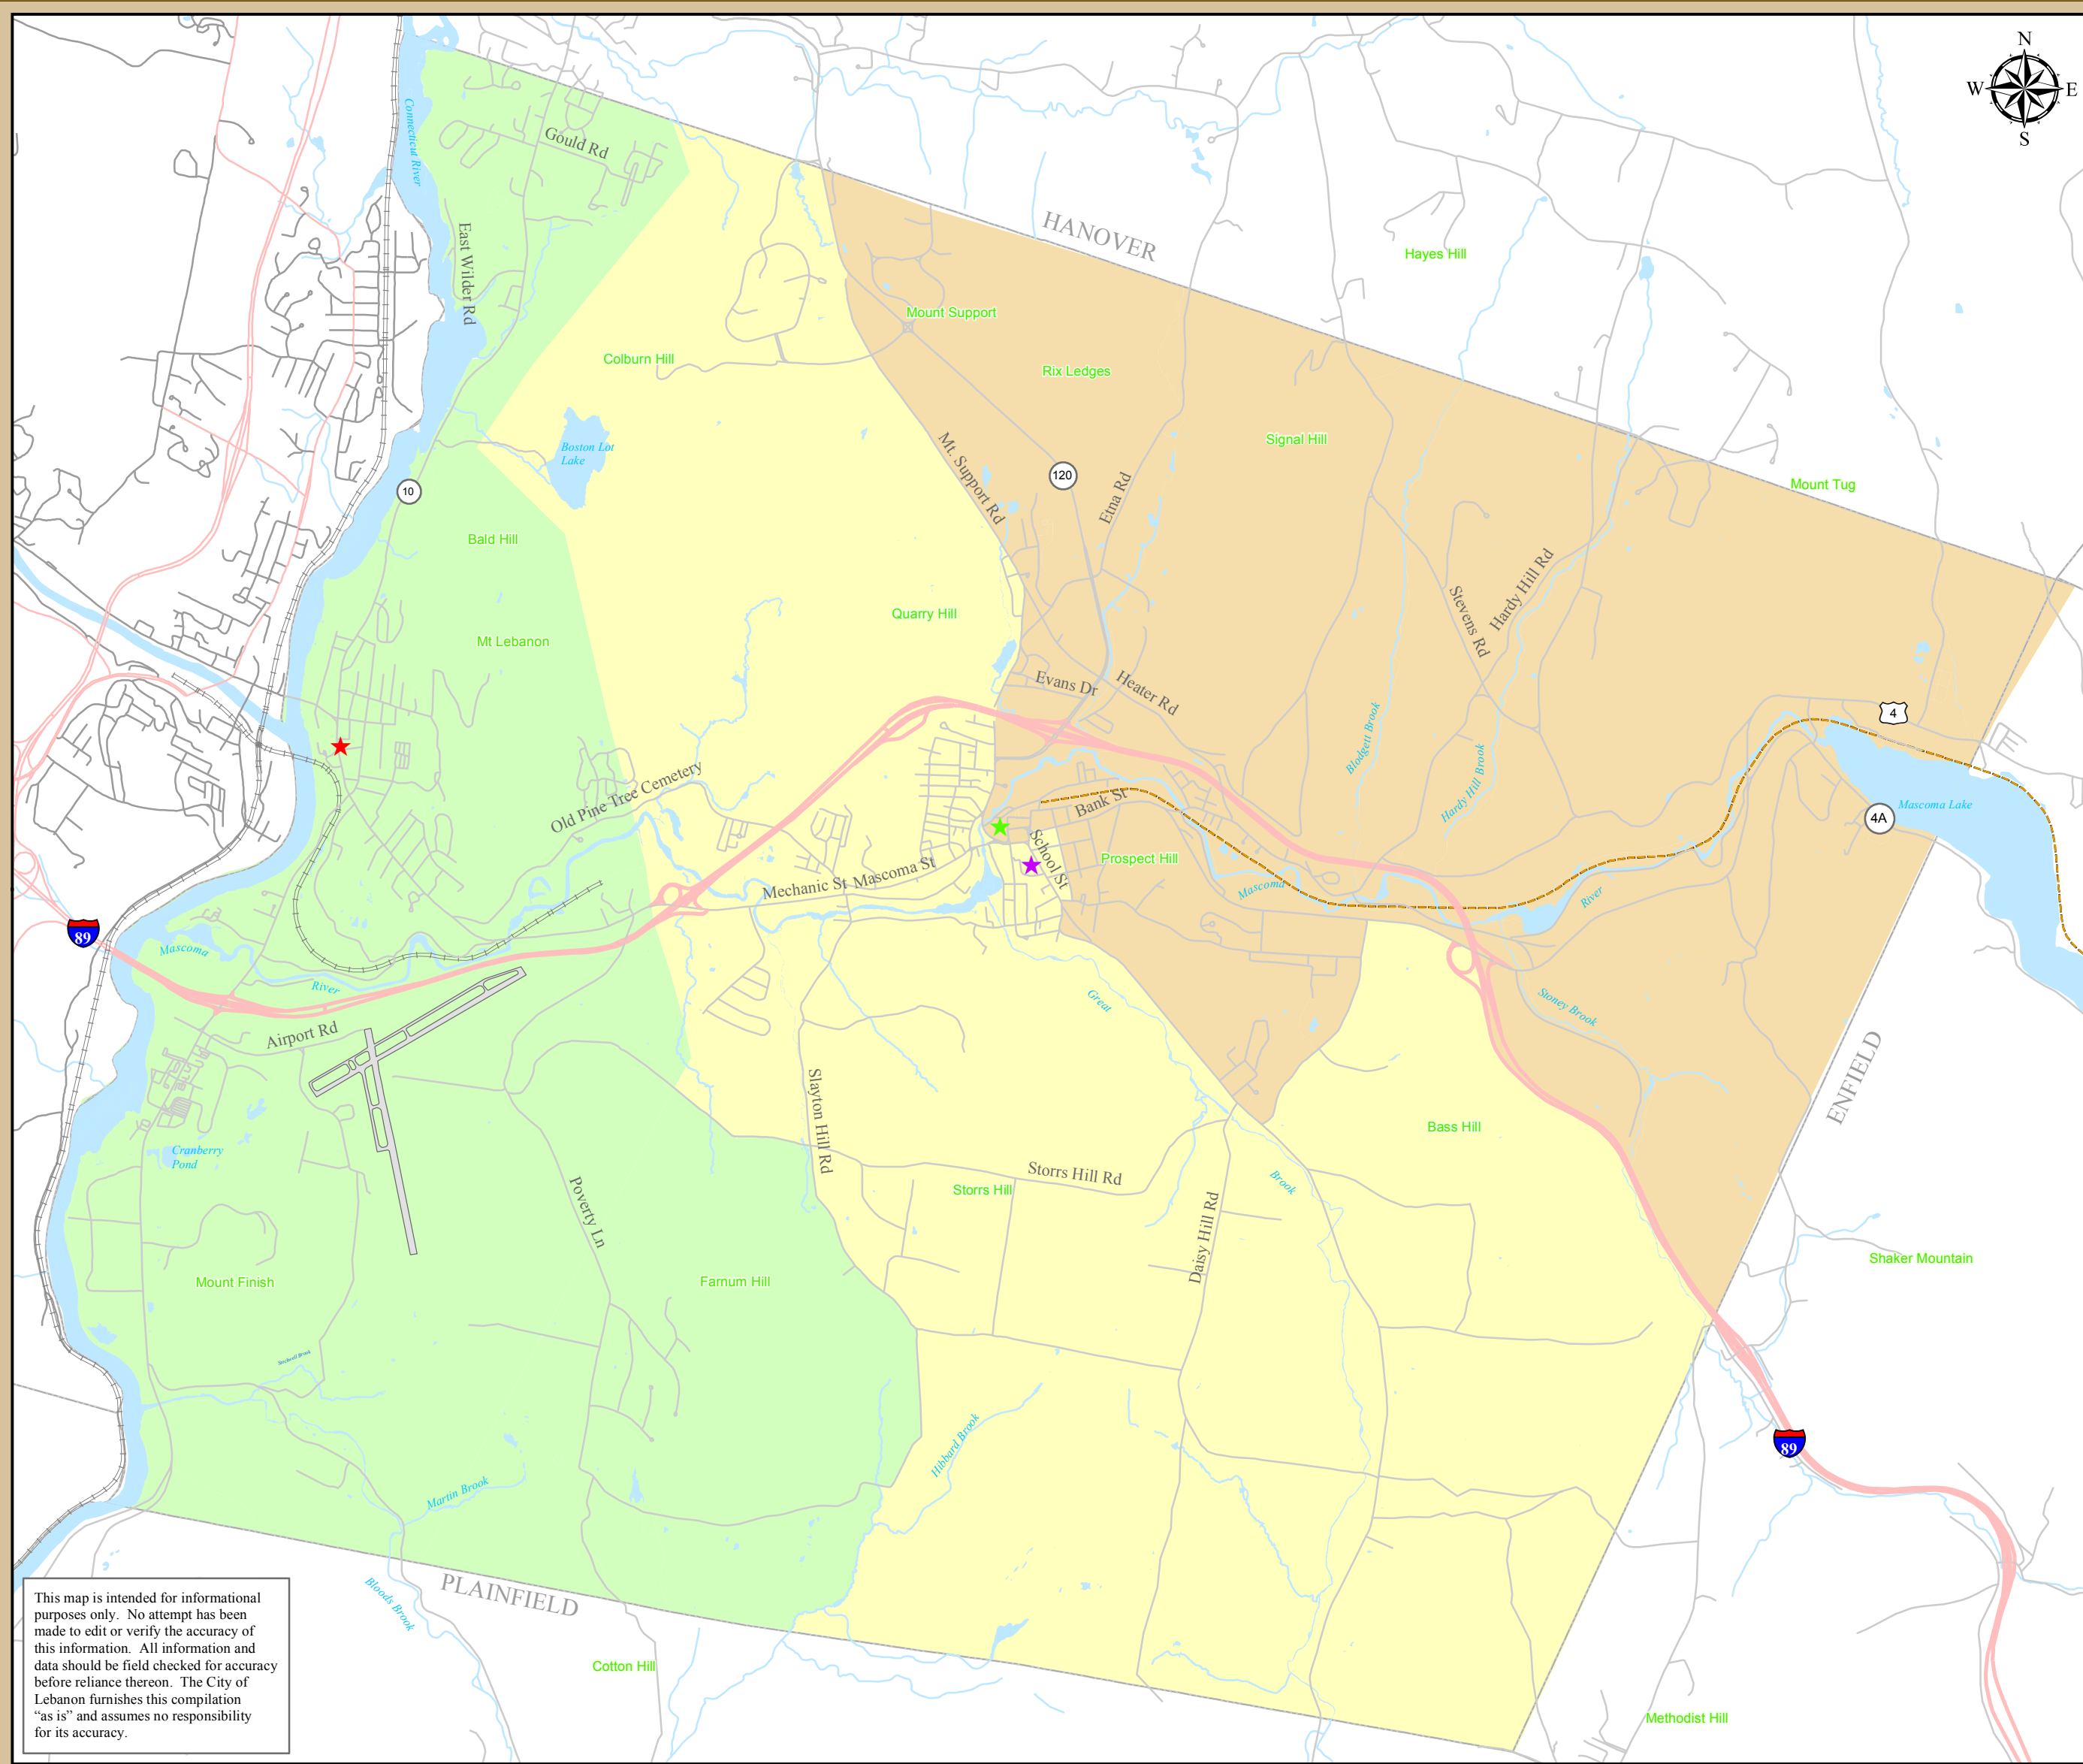 N
W
E
S
Connecticut River
Gould Rd
East Wilder Rd
HANOVER
Hayes Hill
Mount Support
Colburn Hill
Rix Ledges
Boston Lot
Lake
Signal Hill
Mt. Support Rd
120
Etna Rd
Mount Tug
10
Bald Hill
Hardy Hill Rd
Stevens Rd
Quarry Hill
Mt Lebanon
Evans Dr
Heater Rd
4
Blodgett Brook
Hardy Hill Brook
Old Pine Tree Cemetery
Bank St
Mascoma Lake
4A
School St
Prospect Hill
Mechanic St
Mascoma St
Mascoma
River
89
Mascoma
River
Great
Stoney Brook
Airport Rd
ENFIELD
Slayton Hill Rd
Bass Hill
Cranberry
Pond
Storrs Hill Rd
Storrs Hill
Brook
Poverty Ln
Daisy Hill Rd
Shaker Mountain
Mount Finish
Farnum Hill
Hibbard Brook
89
Martin Brook
Bloods Brook
PLAINFIELD
Cotton Hill
Methodist Hill
This map is intended for informational
purposes only. No attempt has been
made to edit or verify the accuracy of
this information. All information and
data should be field checked for accuracy
before reliance thereon. The City of
Lebanon furnishes this compilation
“as is” and assumes no responsibility
for its accuracy.